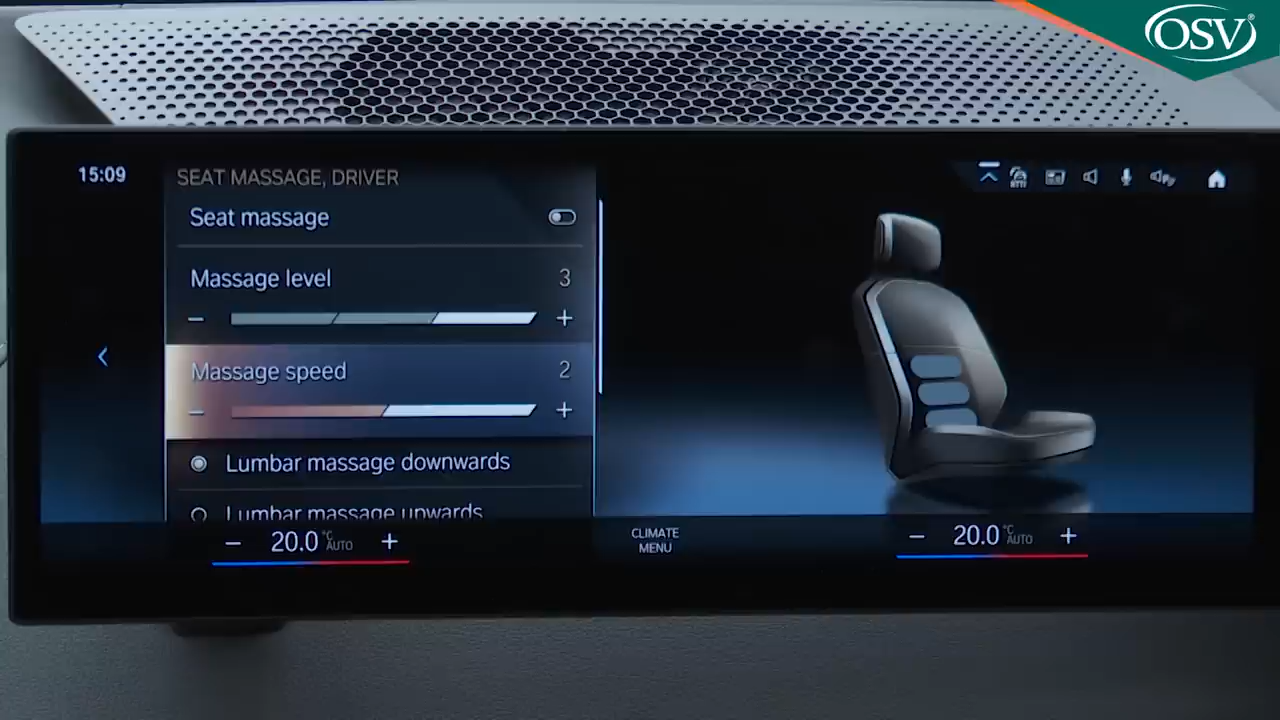 OSV®
15:09
SEAT MASSAGE, DRIVER
Seat massage
Massage level 3
− +
Massage speed 2
− +
Lumbar massage downwards
Lumbar massage upwards
− 20.0 °C AUTO +
CLIMATE
MENU
− 20.0 °C AUTO +